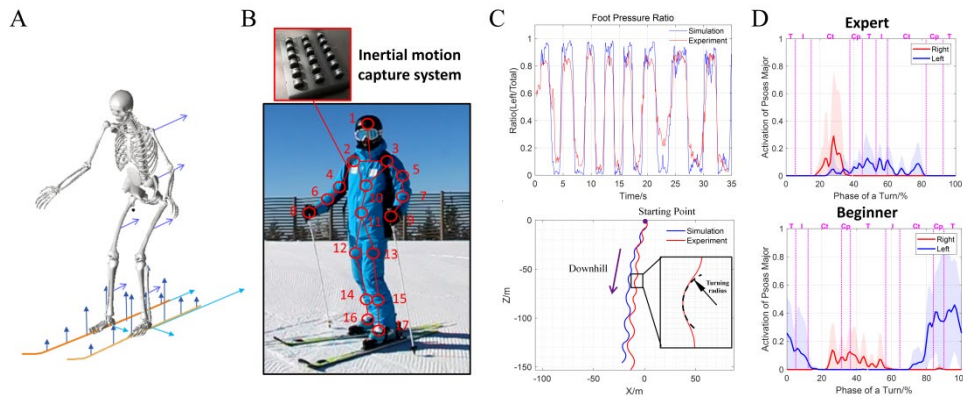 A
B
C
D
Inertial motion
capture system
1
2
3
4
5
6
7
8
9
10
11
12
13
14
15
16
17
Foot Pressure Ratio
Simulation
Experiment
Ratio(Left/Total)
1
0.8
0.6
0.4
0.2
0
0 5 10 15 20 25 30 35
Time/s
Starting Point
Simulation
Experiment
Downhill
Turning
radius
Z/m
0
-50
-100
-150
-100 -50 0 50
X/m
Expert
T I Ct Cp T I Ct Cp T
Right
Left
Activation of Psoas Major
1
0.8
0.6
0.4
0.2
0
0 20 40 60 80 100
Phase of a Turn/%
Beginner
T I Ct Cp T I Ct Cp T
Right
Left
Activation of Psoas Major
1
0.8
0.6
0.4
0.2
0
0 20 40 60 80 100
Phase of a Turn/%